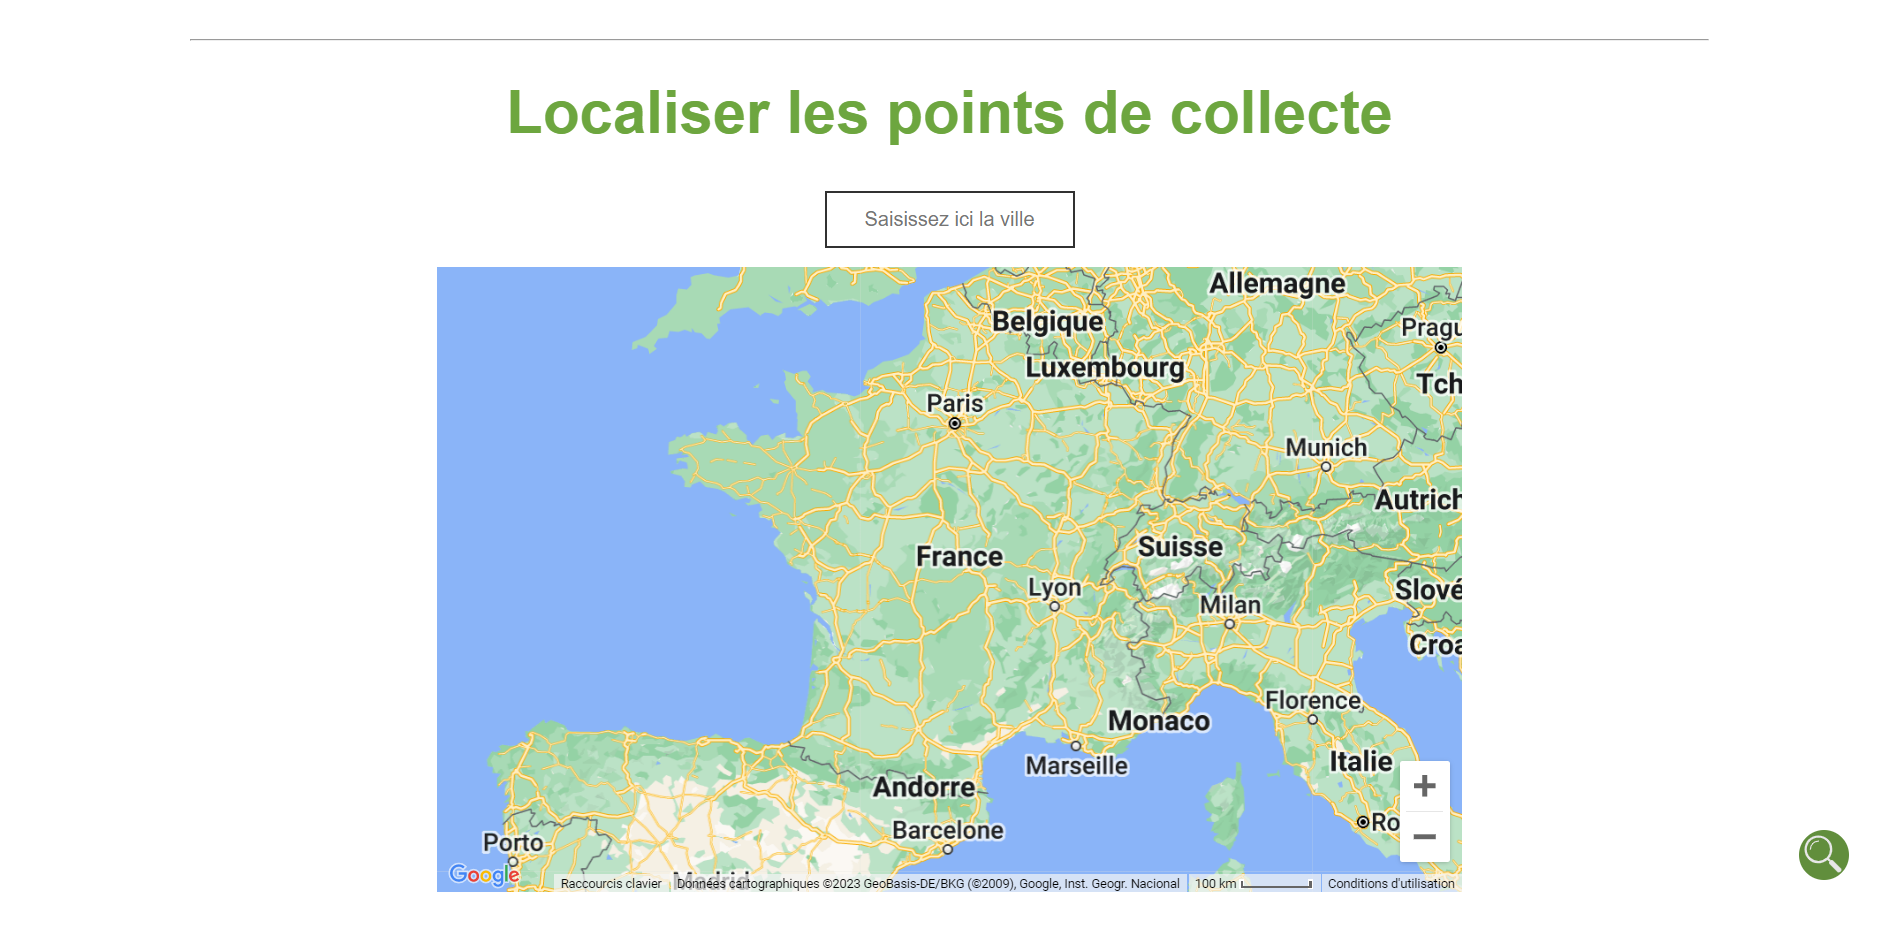 Localiser les points de collecte
Saisissez ici la ville
Allemagne
Belgique
Pragu
Luxembourg
Tch
Paris
Munich
Autrich
Suisse
France
Lyon
Slové
Milan
Croa
Florence
Monaco
Marseille
Italie
Andorre
Ro
Barcelone
Porto
Madrid
Google
Raccourcis clavier
Données cartographiques ©2023 GeoBasis-DE/BKG (©2009), Google, Inst. Geogr. Nacional
100 km
Conditions d'utilisation